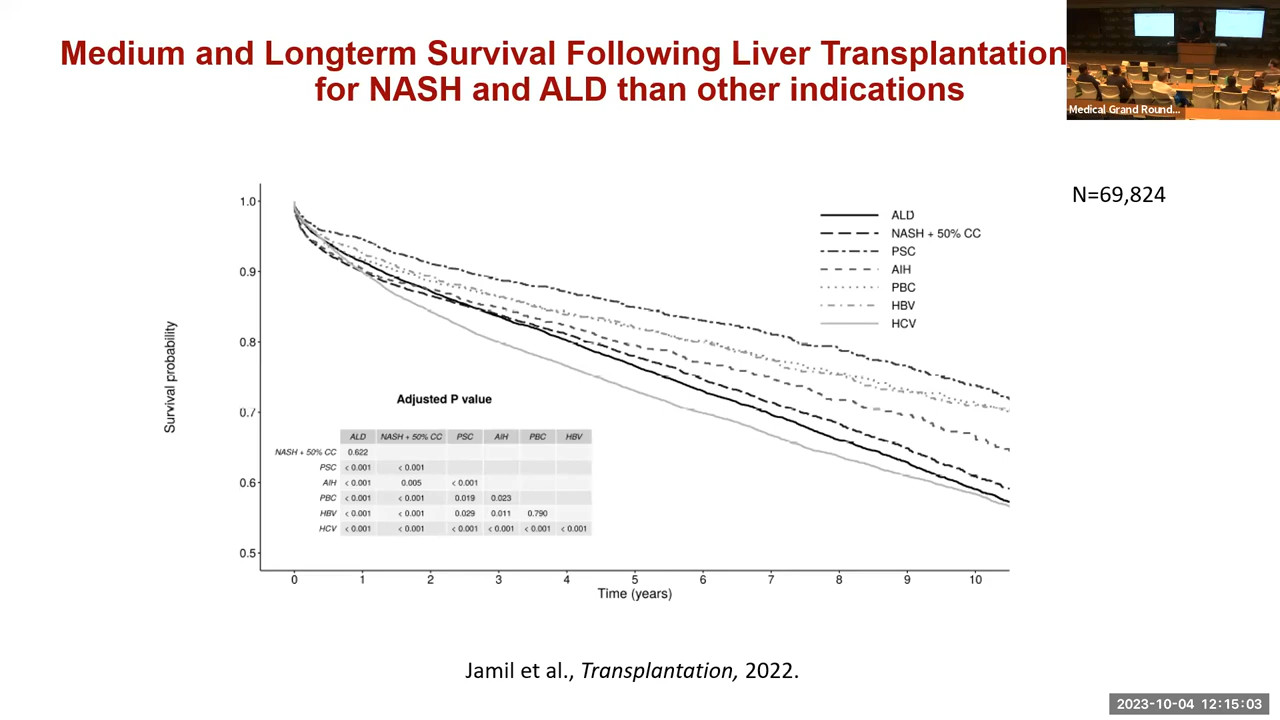 Medium and Longterm Survival Following Liver Transplantation
for NASH and ALD than other indications
Medical Grand Round...
N=69,824
1.0
0.9
0.8
0.7
0.6
0.5
Survival probability
ALD
NASH + 50% CC
PSC
AIH
PBC
HBV
HCV
Adjusted P value
ALD NASH + 50% CC PSC AIH PBC HBV
NASH + 50% CC 0.622
PSC < 0.001 < 0.001
AIH < 0.001 0.005 < 0.001
PBC < 0.001 < 0.001 0.019 0.023
HBV < 0.001 < 0.001 0.029 0.011 0.790
HCV < 0.001 < 0.001 < 0.001 < 0.001 < 0.001 < 0.001
0 1 2 3 4 5 6 7 8 9 10
Time (years)
Jamil et al., Transplantation, 2022.
2023-10-04 12:15:03